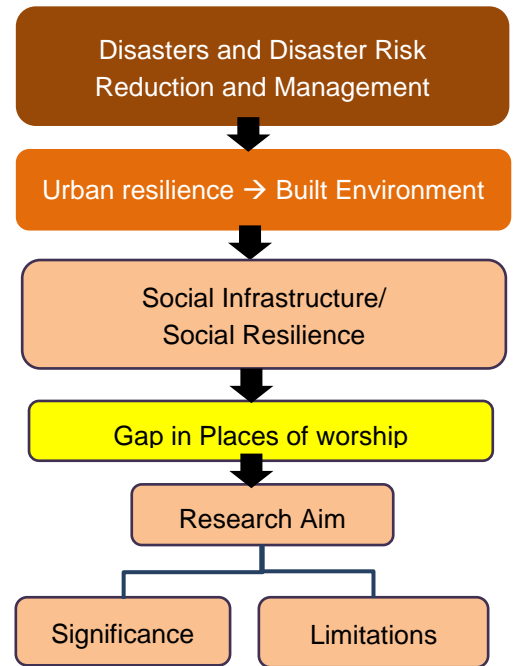 Disasters and Disaster Risk
Reduction and Management
Urban resilience → Built Environment
Social Infrastructure/
Social Resilience
Gap in Places of worship
Research Aim
Significance
Limitations